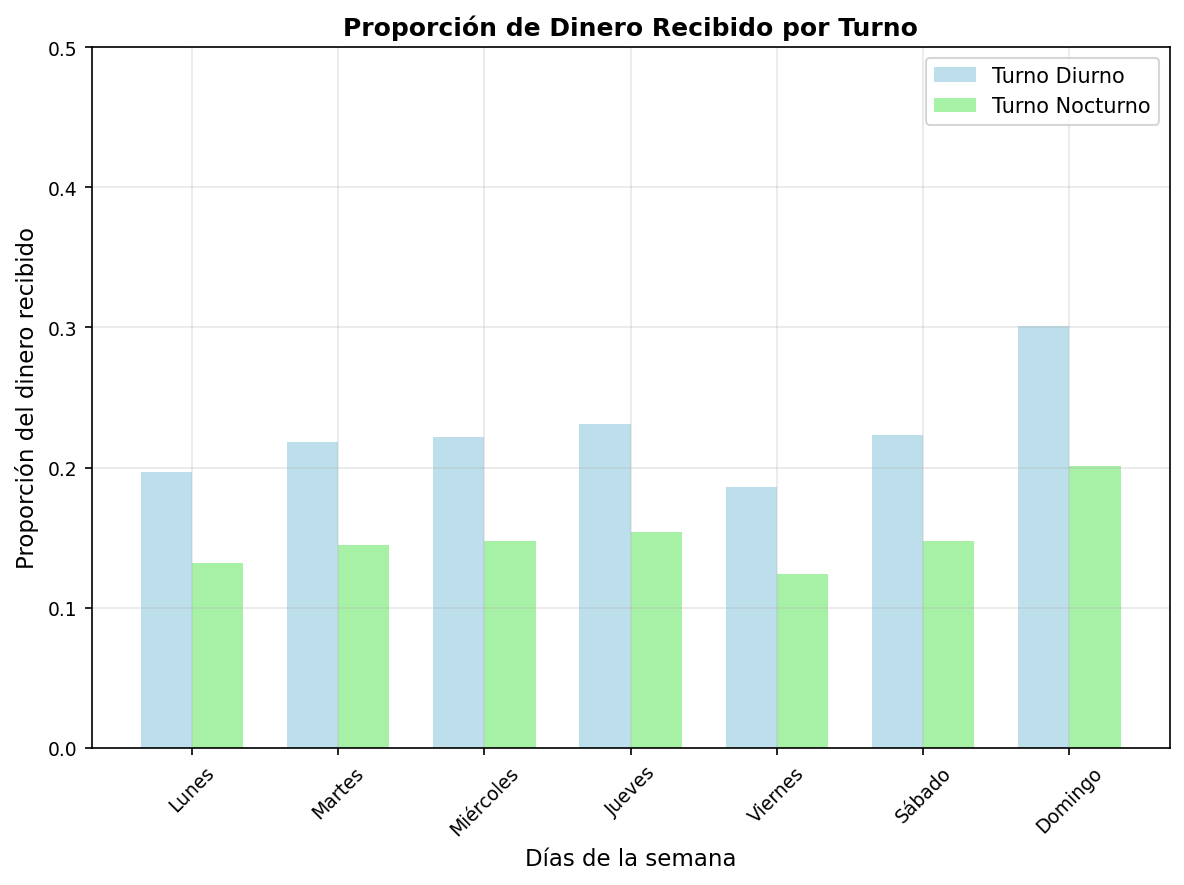 Proporción de Dinero Recibido por Turno
Turno Diurno
Turno Nocturno
Proporción del dinero recibido
0.5
0.4
0.3
0.2
0.1
0.0
Lunes
Martes
Miércoles
Jueves
Viernes
Sábado
Domingo
Días de la semana